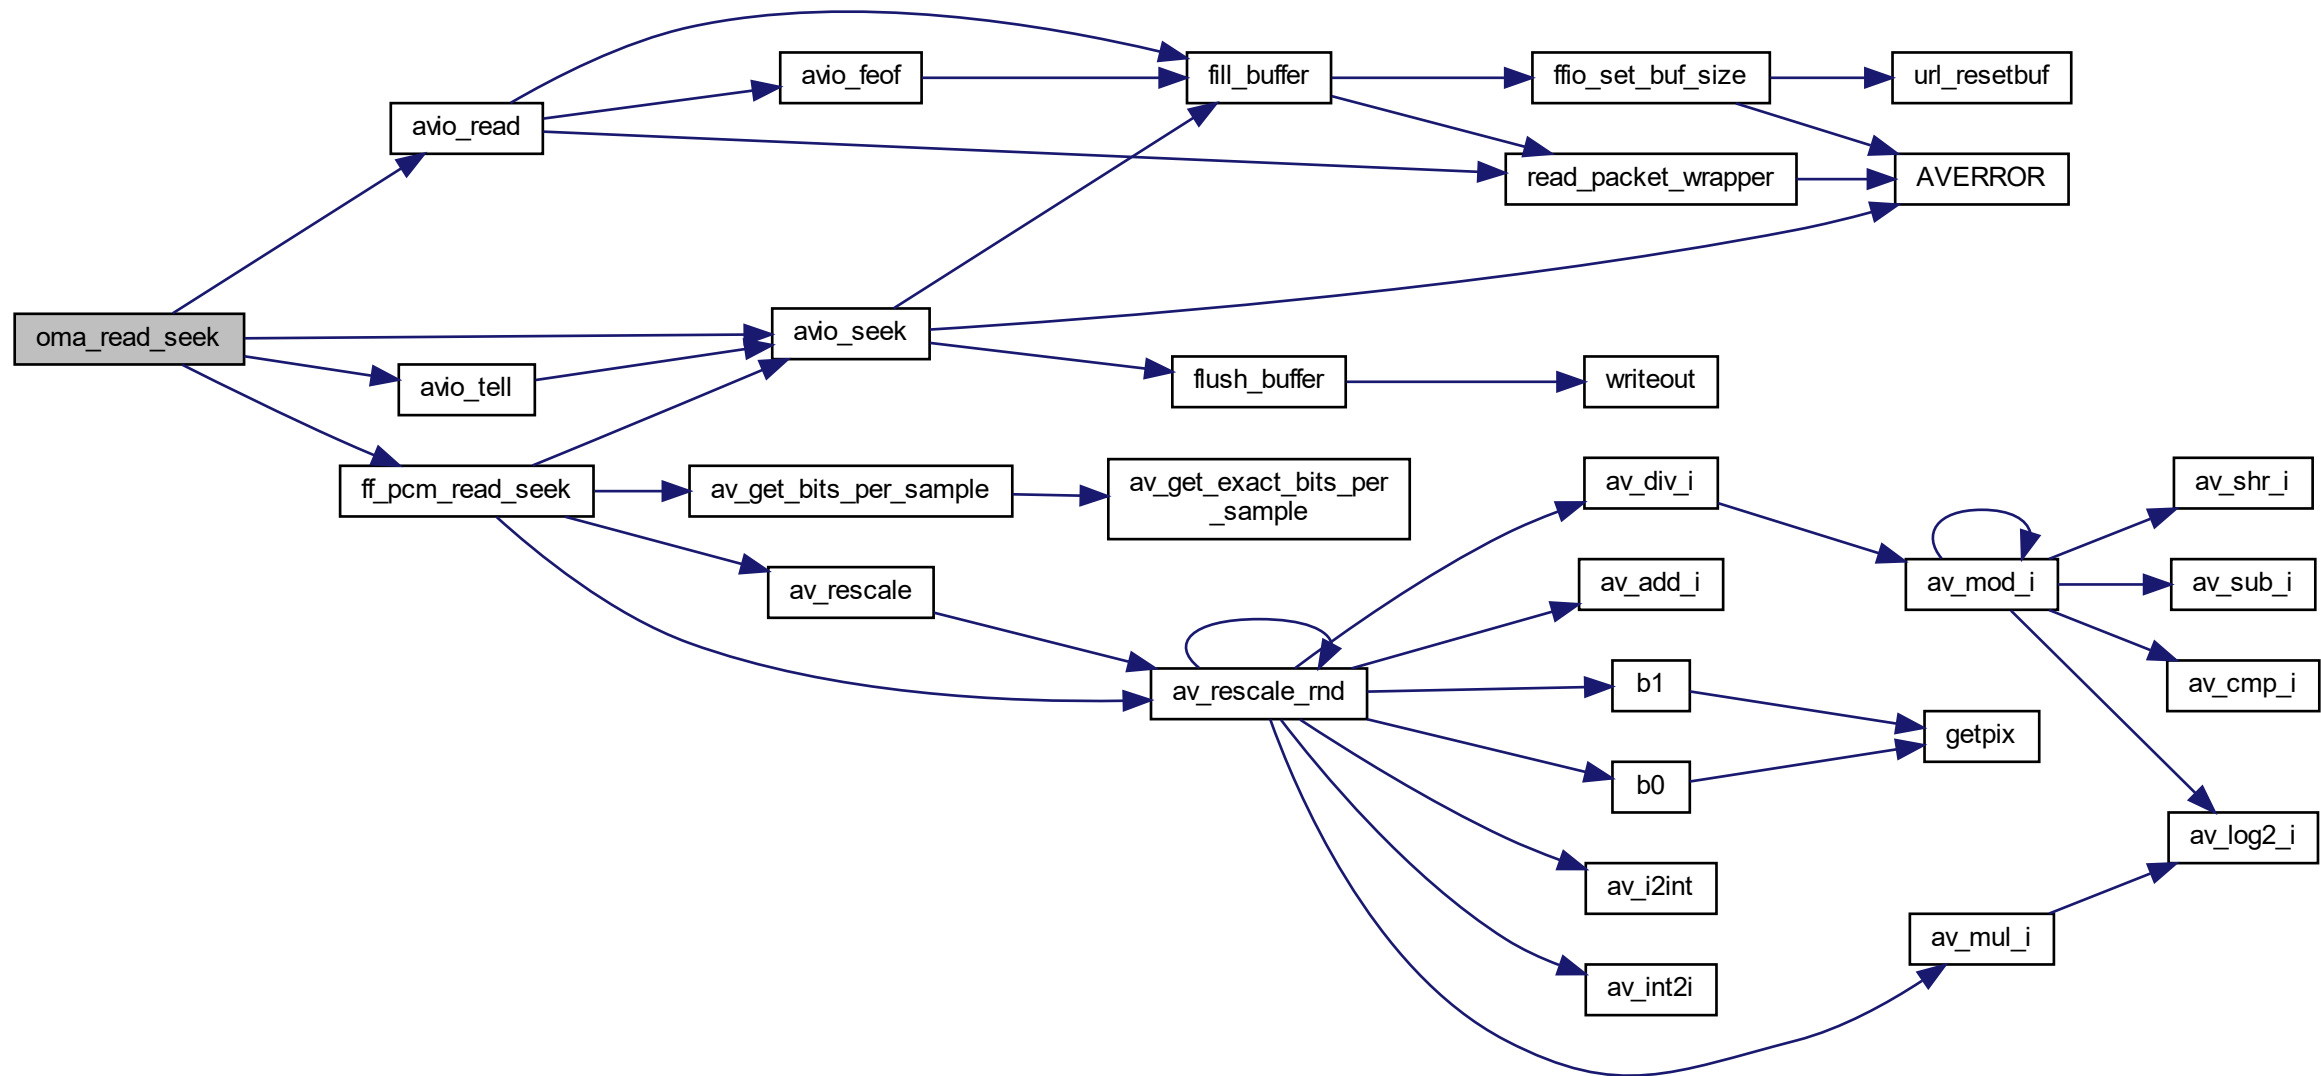 avio_feof
fill_buffer
ffio_set_buf_size
url_resetbuf
avio_read
read_packet_wrapper
AVERROR
oma_read_seek
avio_seek
avio_tell
flush_buffer
writeout
ff_pcm_read_seek
av_get_bits_per_sample
av_get_exact_bits_per
_sample
av_div_i
av_shr_i
av_rescale
av_add_i
av_mod_i
av_sub_i
av_rescale_rnd
b1
av_cmp_i
getpix
b0
av_log2_i
av_i2int
av_mul_i
av_int2i